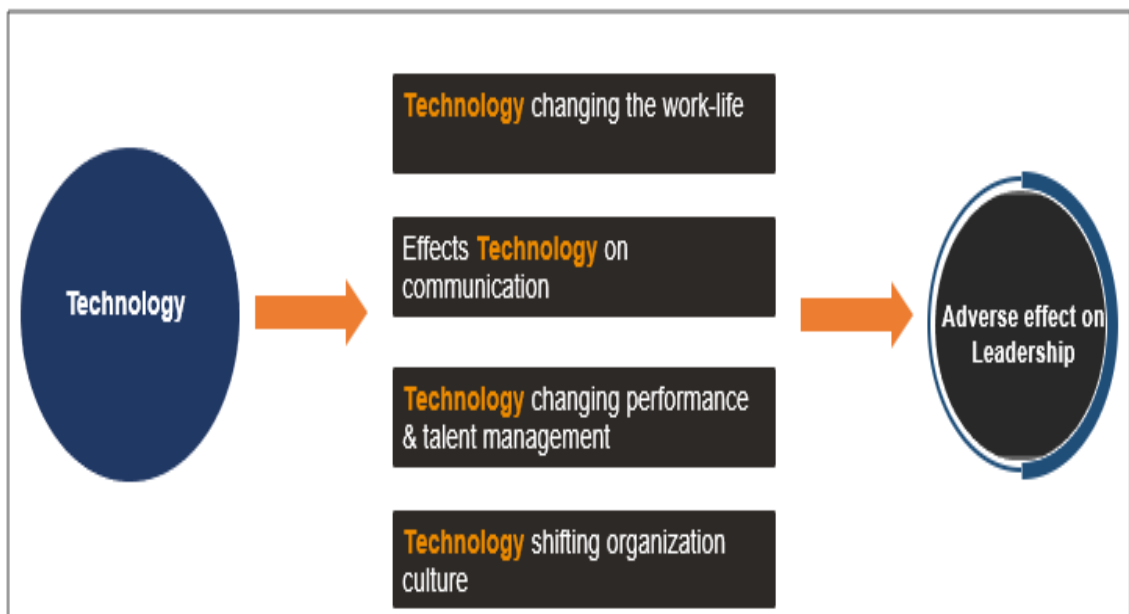 Technology
Technology changing the work-life
Effects Technology on
communication
Technology changing performance
& talent management
Technology shifting organization
culture
Adverse effect on
Leadership